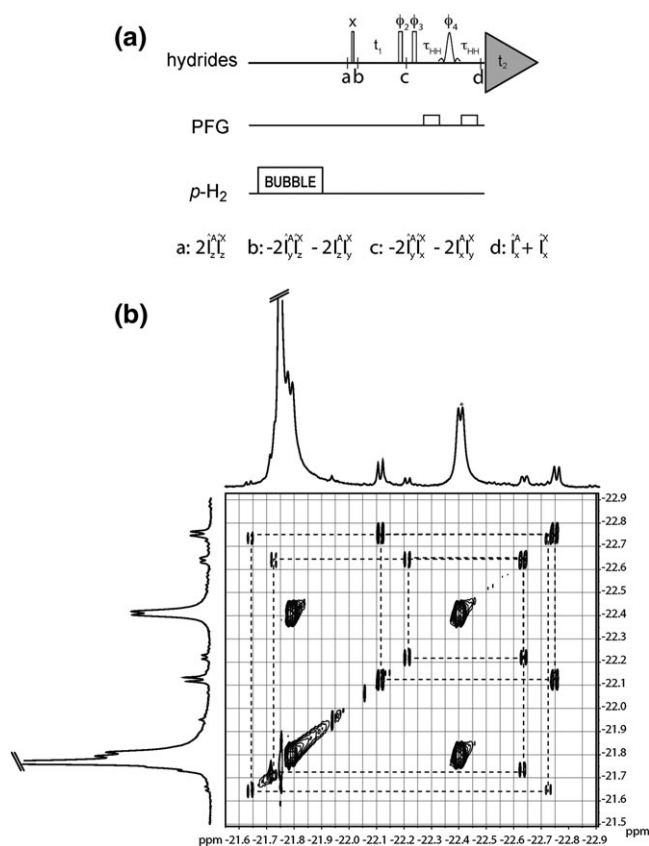 (a)
x ϕ2 ϕ3 ϕ4
t1 τHH τHH
hydrides
a b c d t2
PFG
p-H2 BUBBLE
a: 2ÎzAÎzX b: -2ÎyAÎzX - 2ÎzAÎyX c: -2ÎyAÎxX - 2ÎxAÎyX d: ÎxA + ÎxX
(b)
*
-22.9
-22.8
-22.7
-22.6
-22.5
-22.4
-22.3
-22.2
-22.1
-22.0
-21.9
-21.8
-21.7
-21.6
-21.5
ppm -21.6 -21.7 -21.8 -21.9 -22.0 -22.1 -22.2 -22.3 -22.4 -22.5 -22.6 -22.7 -22.8 -22.9 ppm